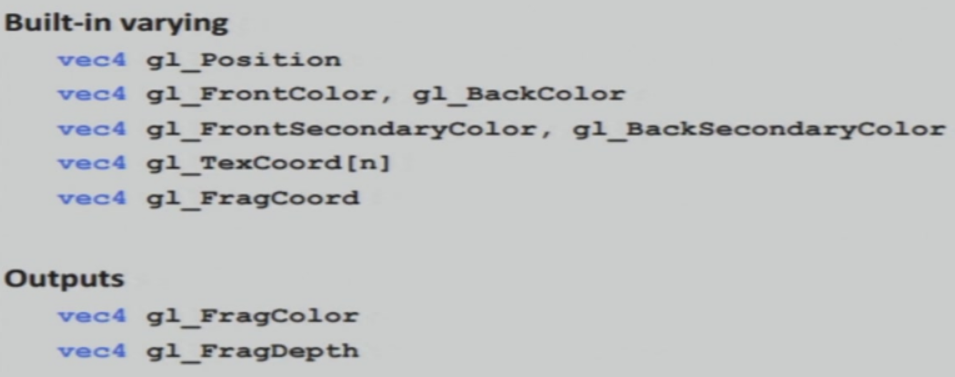 Built-in varying
vec4 gl_Position
vec4 gl_FrontColor, gl_BackColor
vec4 gl_FrontSecondaryColor, gl_BackSecondaryColor
vec4 gl_TexCoord[n]
vec4 gl_FragCoord
Outputs
vec4 gl_FragColor
vec4 gl_FragDepth